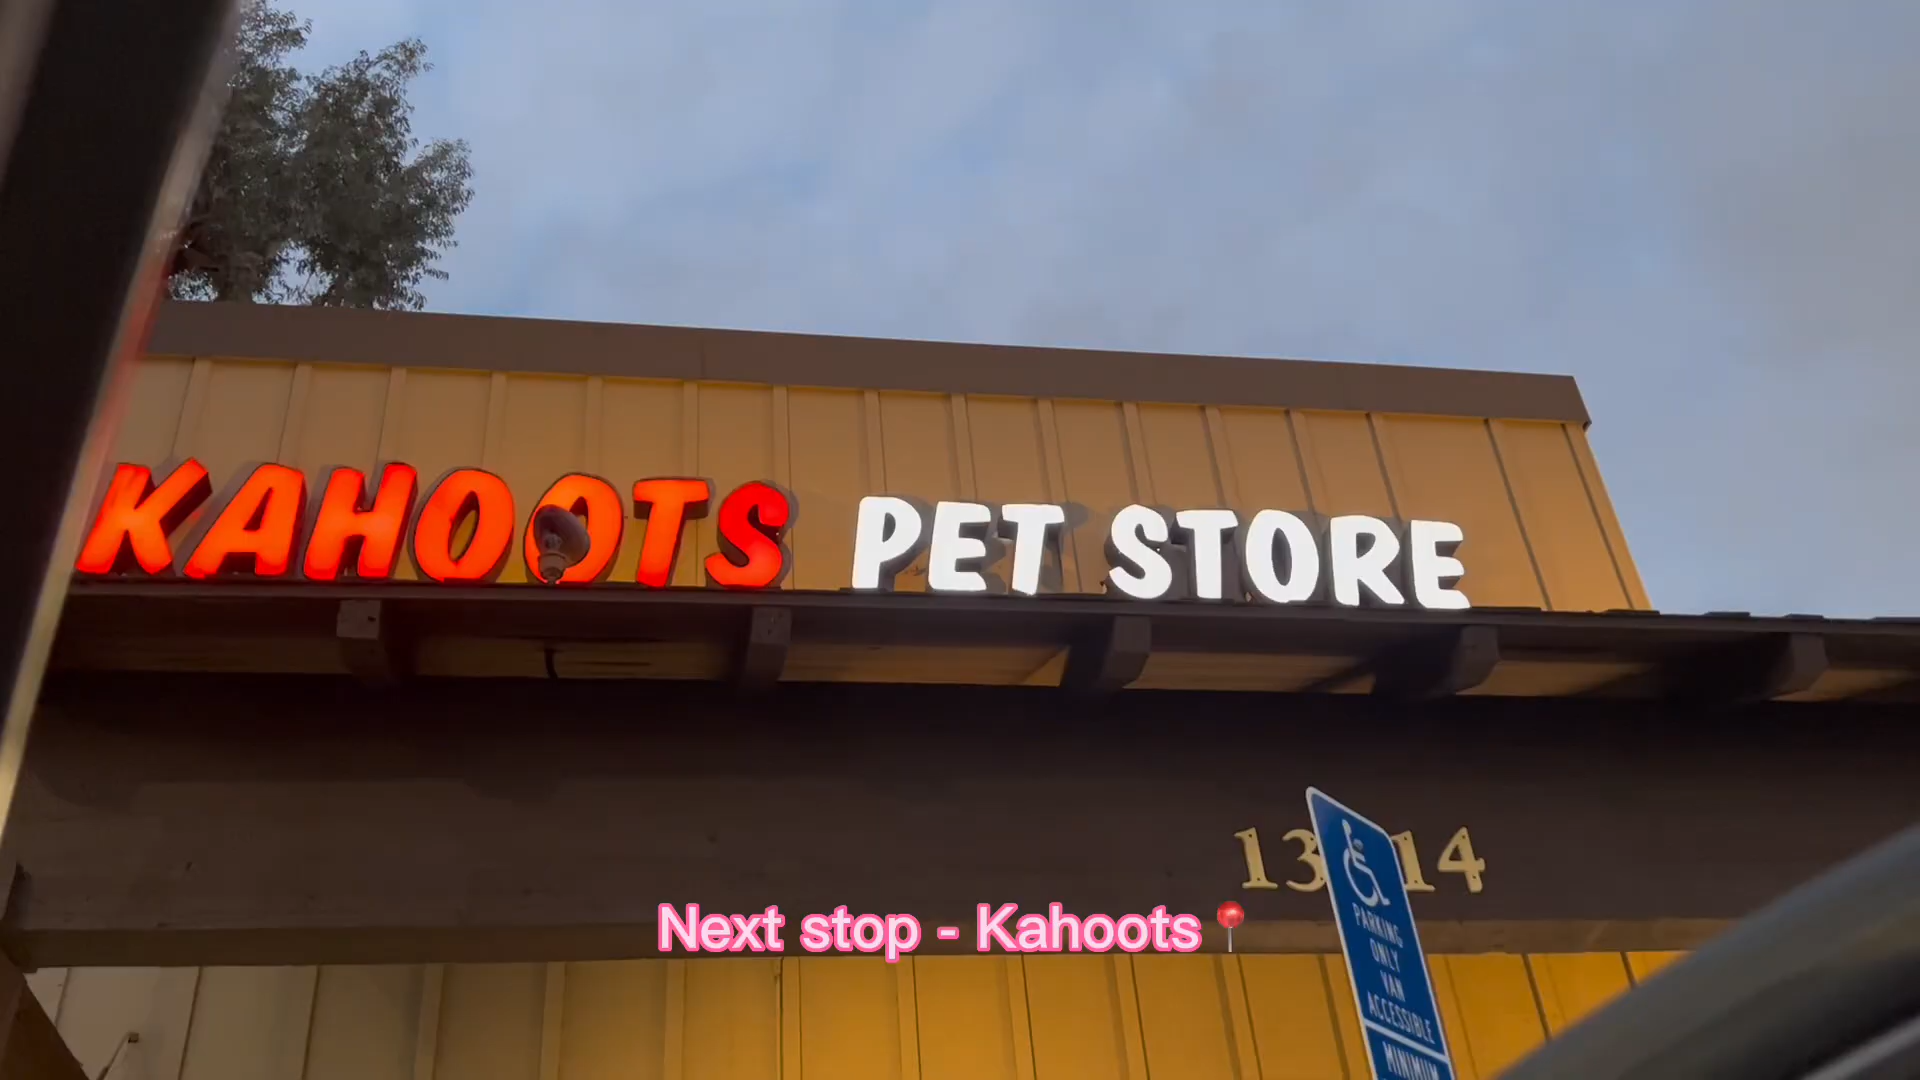 KAHOOTS PET STORE
13 14
Next stop - Kahoots📍
PARKING
ONLY
VAN
ACCESSIBLE
MINIMUM